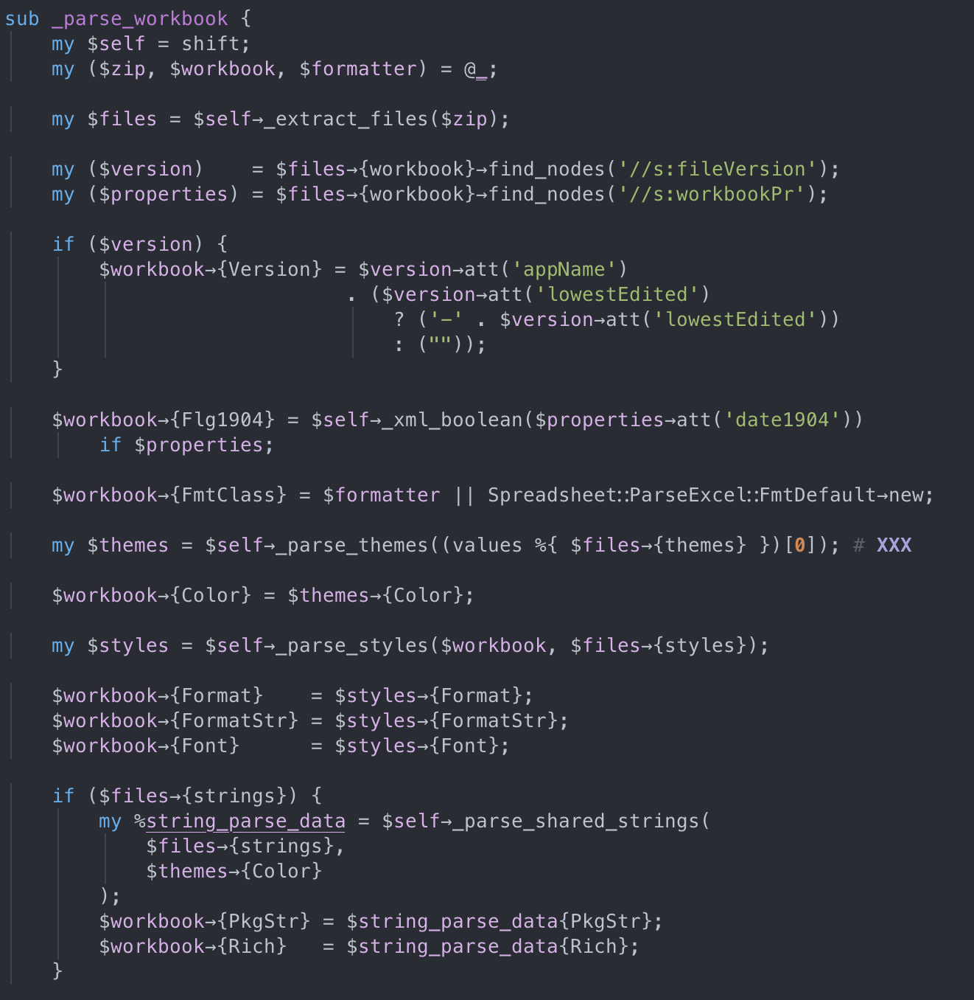 sub _parse_workbook {
    my $self = shift;
    my ($zip, $workbook, $formatter) = @_;

    my $files = $self→_extract_files($zip);

    my ($version)    = $files→{workbook}→find_nodes('//s:fileVersion');
    my ($properties) = $files→{workbook}→find_nodes('//s:workbookPr');

    if ($version) {
        $workbook→{Version} = $version→att('appName')
                             . ($version→att('lowestEdited')
                                 ? ('-' . $version→att('lowestEdited'))
                                 : (""));
    }

    $workbook→{Flg1904} = $self→_xml_boolean($properties→att('date1904'))
        if $properties;

    $workbook→{FmtClass} = $formatter || Spreadsheet::ParseExcel::FmtDefault→new;

    my $themes = $self→_parse_themes((values %{ $files→{themes} })[0]); # XXX

    $workbook→{Color} = $themes→{Color};

    my $styles = $self→_parse_styles($workbook, $files→{styles});

    $workbook→{Format}    = $styles→{Format};
    $workbook→{FormatStr} = $styles→{FormatStr};
    $workbook→{Font}      = $styles→{Font};

    if ($files→{strings}) {
        my %string_parse_data = $self→_parse_shared_strings(
            $files→{strings},
            $themes→{Color}
        );
        $workbook→{PkgStr} = $string_parse_data{PkgStr};
        $workbook→{Rich}   = $string_parse_data{Rich};
    }